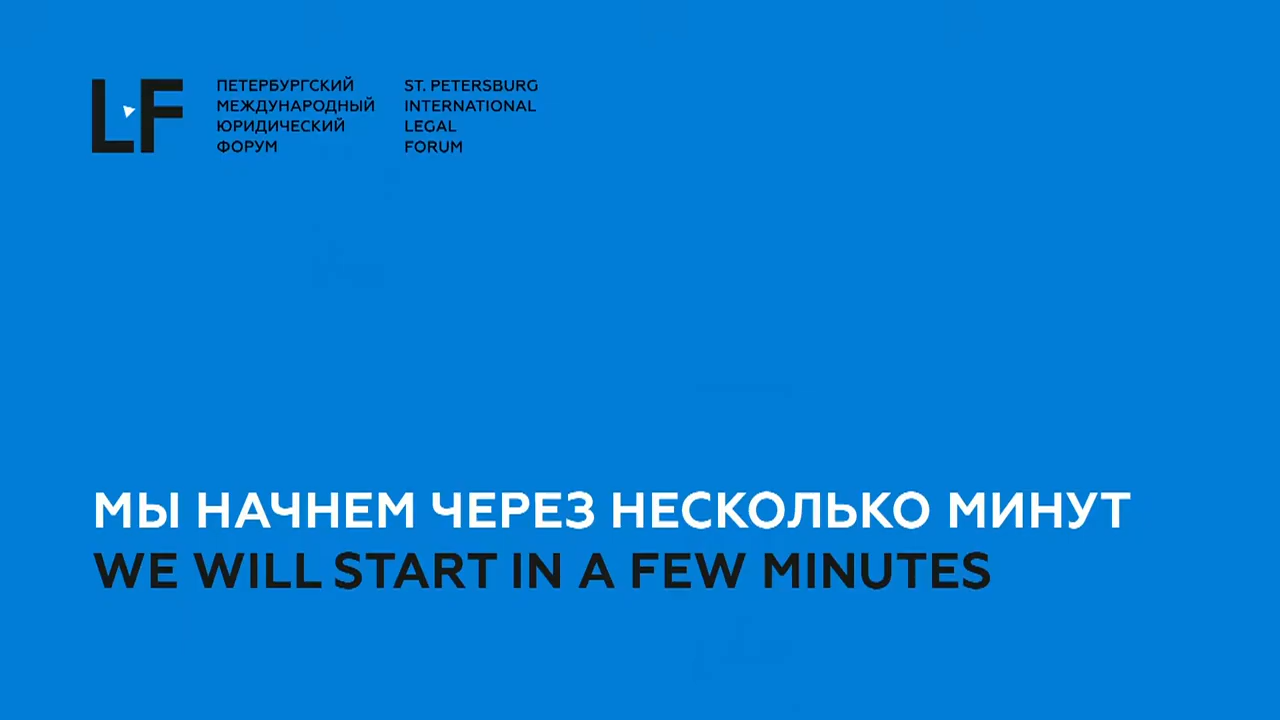 LF
ПЕТЕРБУРГСКИЙ
МЕЖДУНАРОДНЫЙ
ЮРИДИЧЕСКИЙ
ФОРУМ
ST. PETERSBURG
INTERNATIONAL
LEGAL
FORUM
МЫ НАЧНЕМ ЧЕРЕЗ НЕСКОЛЬКО МИНУТ
WE WILL START IN A FEW MINUTES